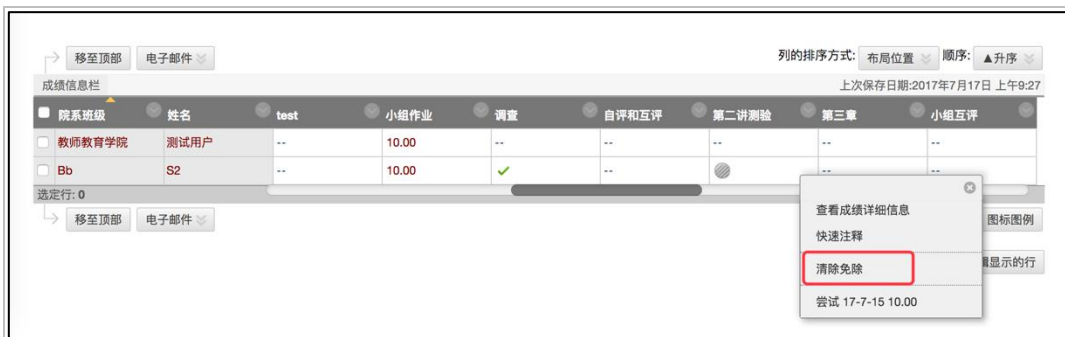 移至顶部 电子邮件 列的排序方式: 布局位置 顺序: ▲升序
成绩信息栏 上次保存日期:2017年7月17日 上午9:27
院系班级 姓名 test 小组作业 调查 自评和互评 第二讲测验 第三章 小组互评
教师教育学院 测试用户 -- 10.00 -- -- -- -- --
Bb S2 -- 10.00 -- -- --
选定行: 0
移至顶部 电子邮件 图标图例
查看成绩详细信息
快速注释
清除免除
显示的行
尝试 17-7-15 10.00